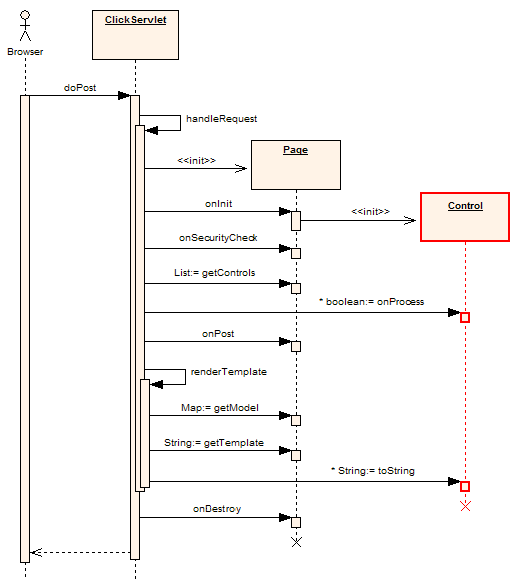 ClickServlet
Browser
doPost
handleRequest
Page
<<init>>
Control
onInit
<<init>>
onSecurityCheck
List:= getControls
* boolean:= onProcess
onPost
renderTemplate
Map:= getModel
String:= getTemplate
* String:= toString
onDestroy